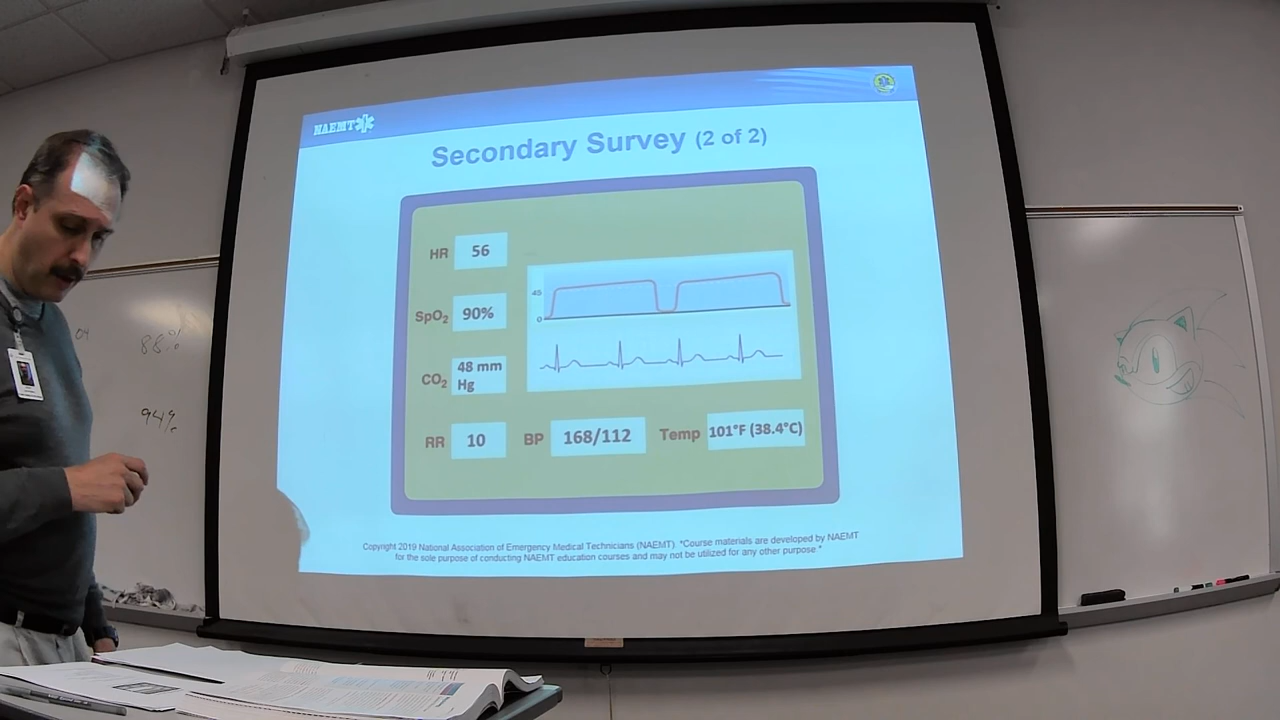 NAEMT
Secondary Survey (2 of 2)
HR 56
SpO₂ 90%
CO₂ 48 mm
Hg
RR 10 BP 168/112 Temp 101°F (38.4°C)
45
0
Copyright 2019 National Association of Emergency Medical Technicians (NAEMT). *Course materials are developed by NAEMT
for the sole purpose of conducting NAEMT education courses and may not be utilized for any other purpose.*
04 88%
94%